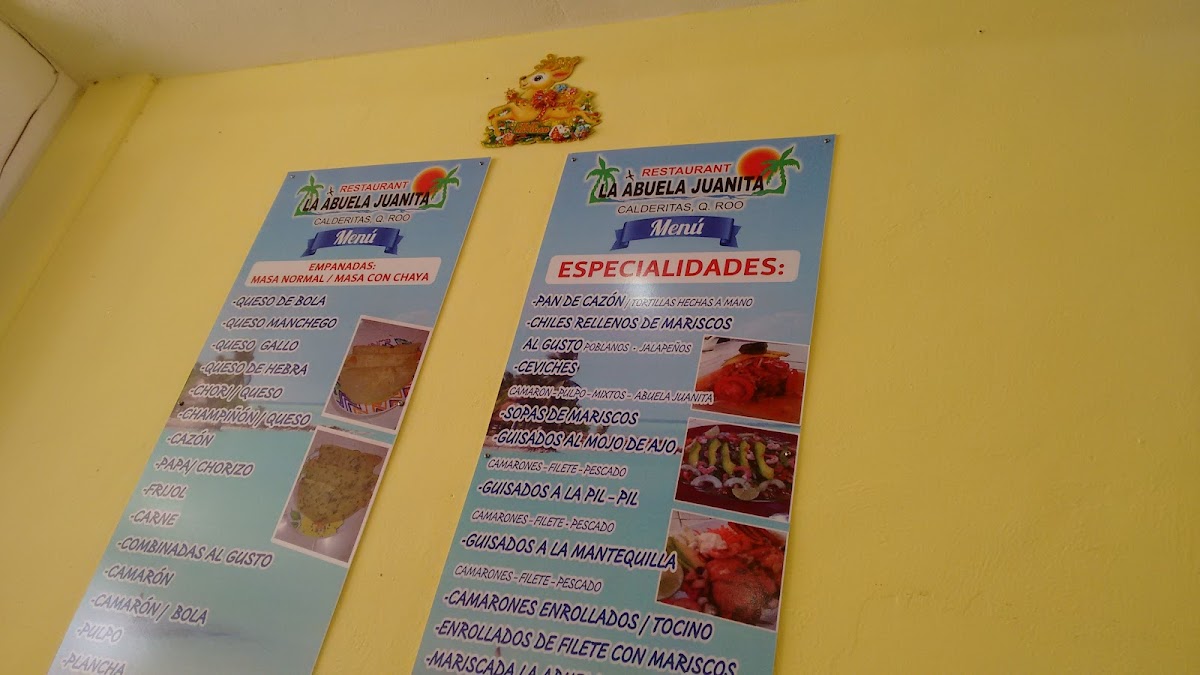 RESTAURANT
LA ABUELA JUANITA
CALDERITAS, Q. ROO
Menú
EMPANADAS:
MASA NORMAL / MASA CON CHAYA
-QUESO DE BOLA
-QUESO MANCHEGO
-QUESO GALLO
-QUESO DE HEBRA
-CHORI / QUESO
-CHAMPIÑÓN / QUESO
-CAZÓN
-PAPA/ CHORIZO
-FRIJOL
-CARNE
-COMBINADAS AL GUSTO
-CAMARÓN
-CAMARÓN / BOLA
-PULPO
-PLANCHA
RESTAURANT
LA ABUELA JUANITA
CALDERITAS, Q. ROO
Menú
ESPECIALIDADES:
-PAN DE CAZÓN / TORTILLAS HECHAS A MANO
-CHILES RELLENOS DE MARISCOS
AL GUSTO POBLANOS - JALAPEÑOS
-CEVICHES
CAMARON - PULPO - MIXTOS - ABUELA JUANITA
-SOPAS DE MARISCOS
-GUISADOS AL MOJO DE AJO,
CAMARONES - FILETE - PESCADO
-GUISADOS A LA PIL - PIL
CAMARONES - FILETE - PESCADO
-GUISADOS A LA MANTEQUILLA
CAMARONES - FILETE - PESCADO
-CAMARONES ENROLLADOS / TOCINO
-ENROLLADOS DE FILETE CON MARISCOS
-MARISCADA LA